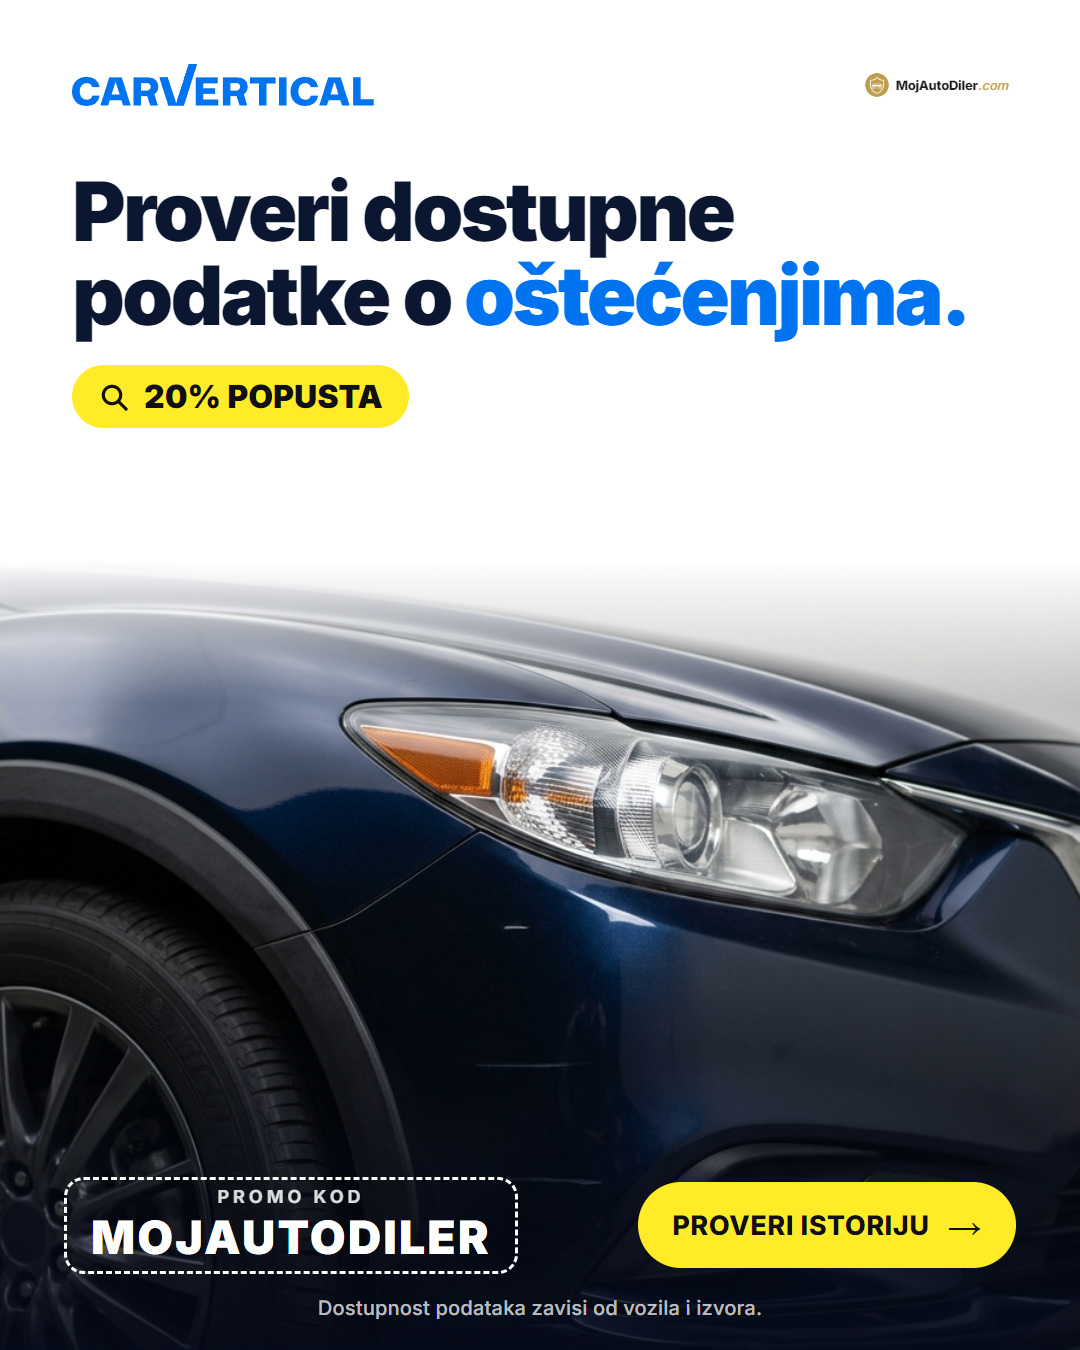 CARVERTICAL
MojAutoDiler.com
Proveri dostupne
podatke o oštećenjima.
20% POPUSTA
PROMO KOD
MOJAUTODILER
PROVERI ISTORIJU →
Dostupnost podataka zavisi od vozila i izvora.